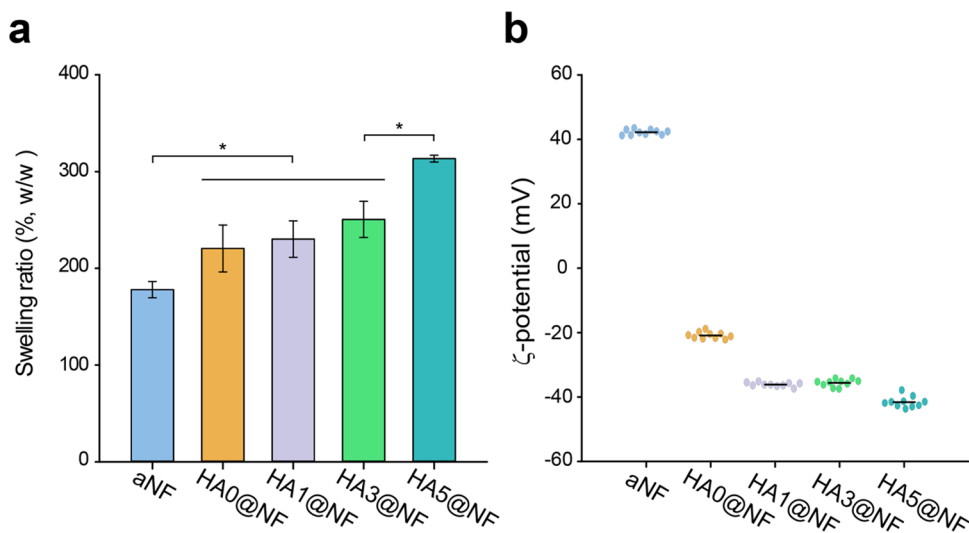 a
Swelling ratio (%, w/w )
400
300
200
100
0
*
*
aNF
HA0@NF
HA1@NF
HA3@NF
HA5@NF
b
ζ-potential (mV)
60
40
20
0
-20
-40
-60
aNF
HA0@NF
HA1@NF
HA3@NF
HA5@NF